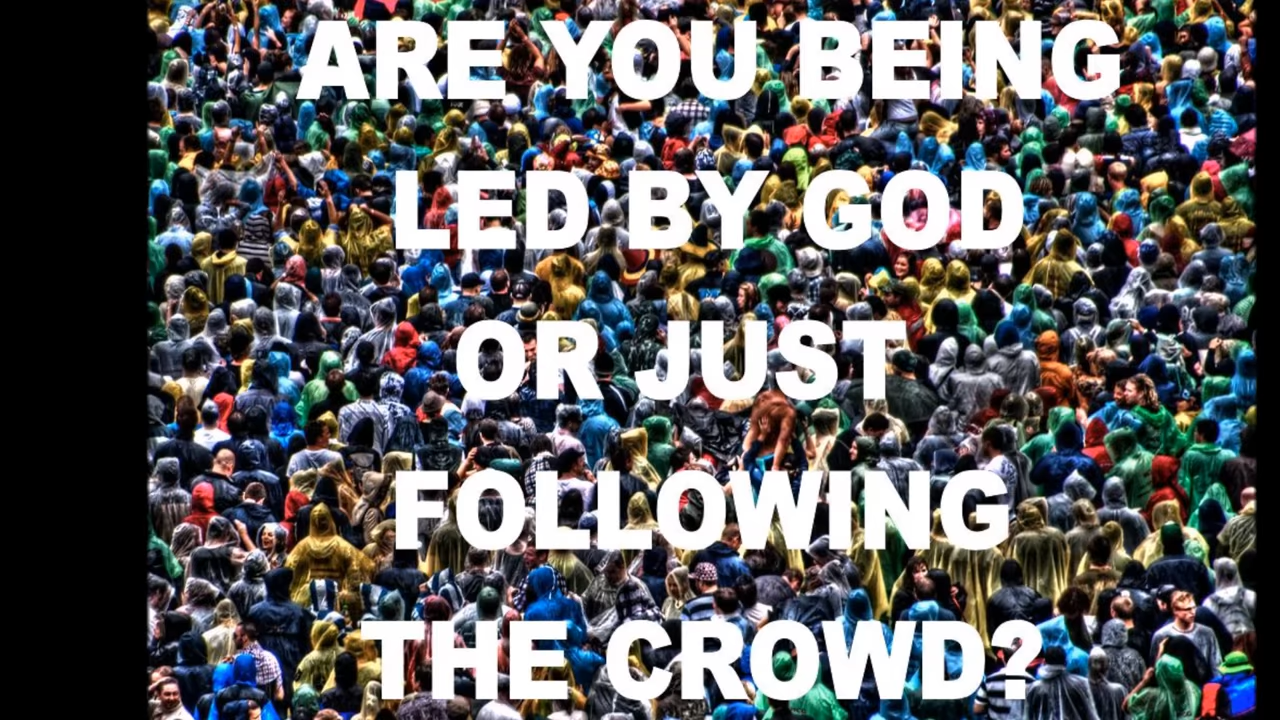 ARE YOU BEING
LED BY GOD
OR JUST
FOLLOWING
THE CROWD?